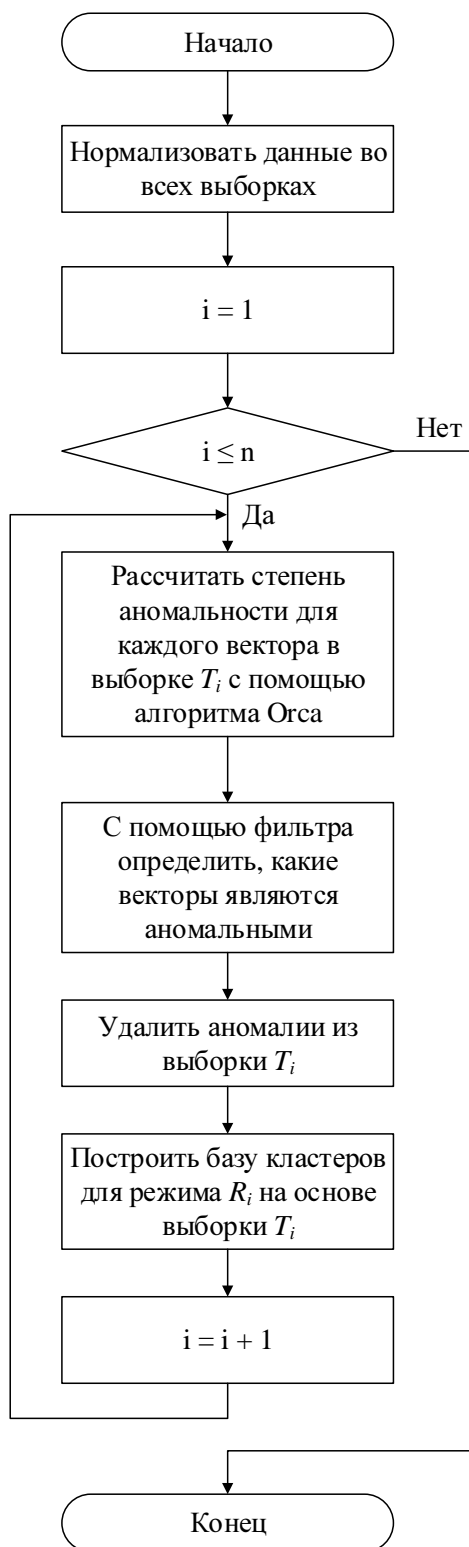 Начало
Нормализовать данные во
всех выборках
i = 1
i ≤ n
Нет
Да
Рассчитать степень
аномальности для
каждого вектора в
выборке Ti с помощью
алгоритма Orca
С помощью фильтра
определить, какие
векторы являются
аномальными
Удалить аномалии из
выборки Ti
Построить базу кластеров
для режима Ri на основе
выборки Ti
i = i + 1
Конец